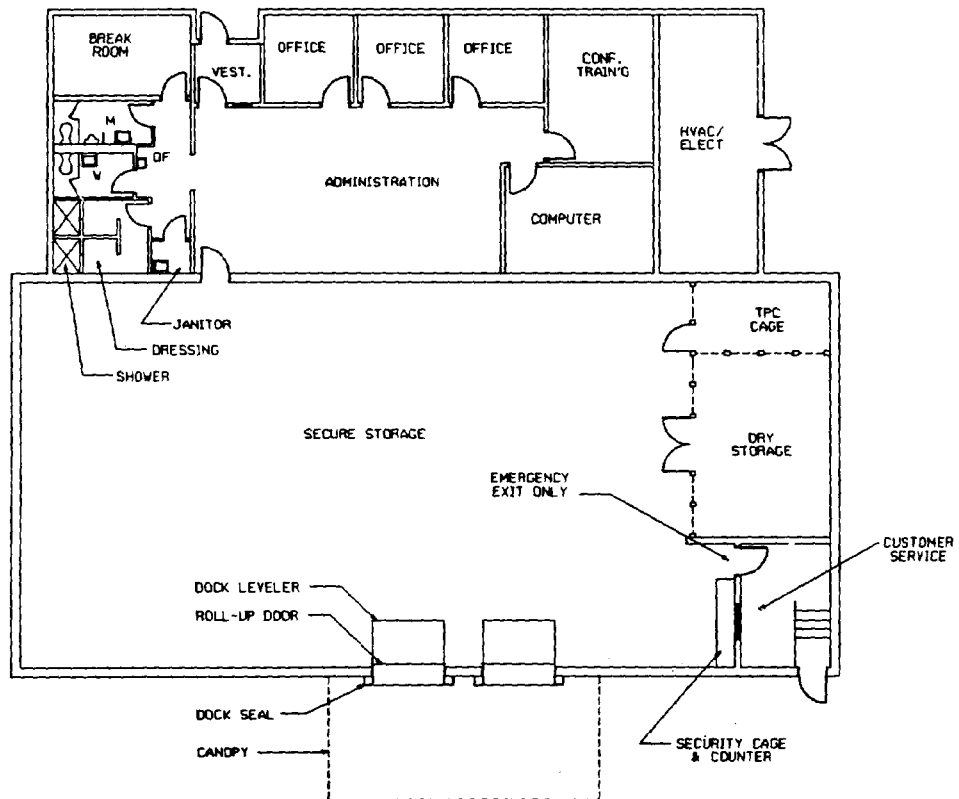 BREAK
ROOM
VEST.
OFFICE
OFFICE
OFFICE
CONF.
TRAIN'G
HVAC/
ELECT
M
DF
W
ADMINISTRATION
COMPUTER
JANITOR
DRESSING
SHOWER
TPC
CAGE
SECURE STORAGE
DRY
STORAGE
EMERGENCY
EXIT ONLY
CUSTOMER
SERVICE
DOCK LEVELER
ROLL-UP DOOR
DOCK SEAL
CANOPY
SECURITY CAGE
& COUNTER